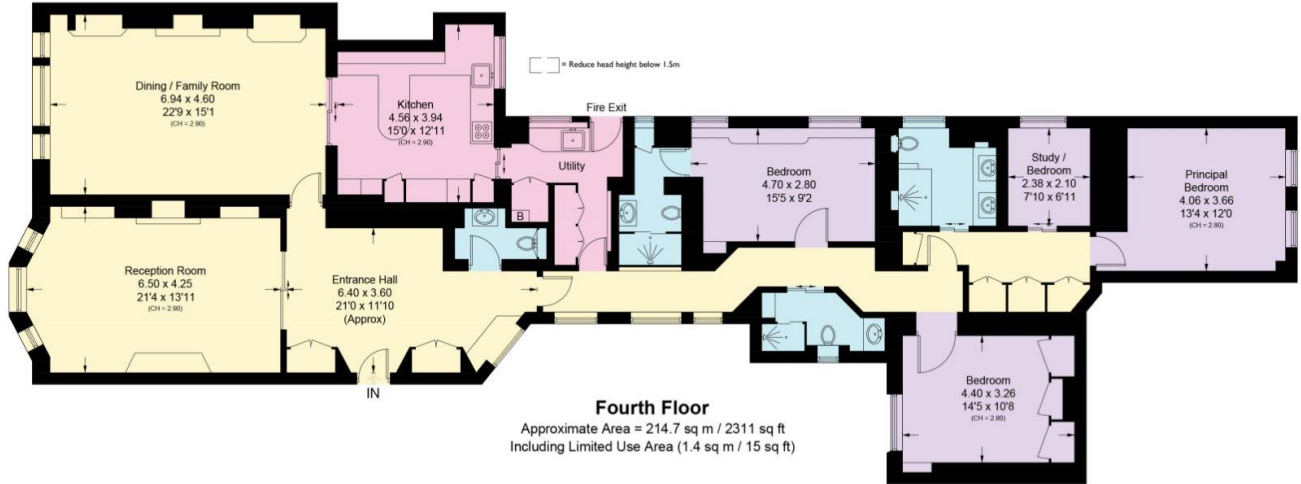 Dining / Family Room
6.94 x 4.60
22'9 x 15'1
(CH = 2.90)
Kitchen
4.56 x 3.94
15'0 x 12'11
(CH = 2.90)
= Reduce head height below 1.5m
Fire Exit
Utility
B
Bedroom
4.70 x 2.80
15'5 x 9'2
Study /
Bedroom
2.38 x 2.10
7'10 x 6'11
Principal
Bedroom
4.06 x 3.66
13'4 x 12'0
(CH = 2.80)
Reception Room
6.50 x 4.25
21'4 x 13'11
(CH = 2.90)
Entrance Hall
6.40 x 3.60
21'0 x 11'10
(Approx)
IN
Bedroom
4.40 x 3.26
14'5 x 10'8
(CH = 2.80)
Fourth Floor
Approximate Area = 214.7 sq m / 2311 sq ft
Including Limited Use Area (1.4 sq m / 15 sq ft)